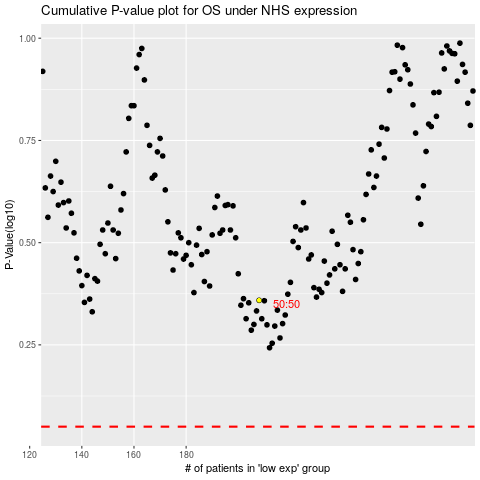 Cumulative P-value plot for OS under NHS expression
1.00
0.75
0.50
0.25
P-Value(log10)
50:50
120 140 160 180
# of patients in 'low exp' group